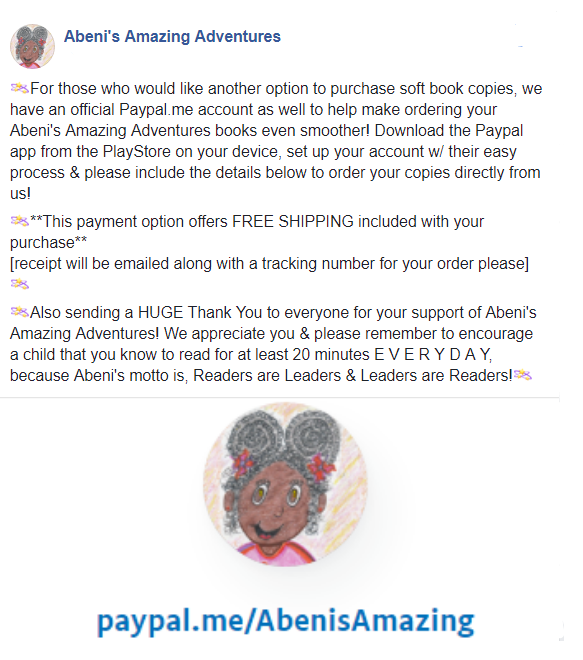 Abeni's Amazing Adventures
For those who would like another option to purchase soft book copies, we
have an official Paypal.me account as well to help make ordering your
Abeni's Amazing Adventures books even smoother! Download the Paypal
app from the PlayStore on your device, set up your account w/ their easy
process & please include the details below to order your copies directly from
us!
**This payment option offers FREE SHIPPING included with your
purchase**
[receipt will be emailed along with a tracking number for your order please]
Also sending a HUGE Thank You to everyone for your support of Abeni's
Amazing Adventures! We appreciate you & please remember to encourage
a child that you know to read for at least 20 minutes E V E R Y D A Y,
because Abeni's motto is, Readers are Leaders & Leaders are Readers!
paypal.me/AbenisAmazing